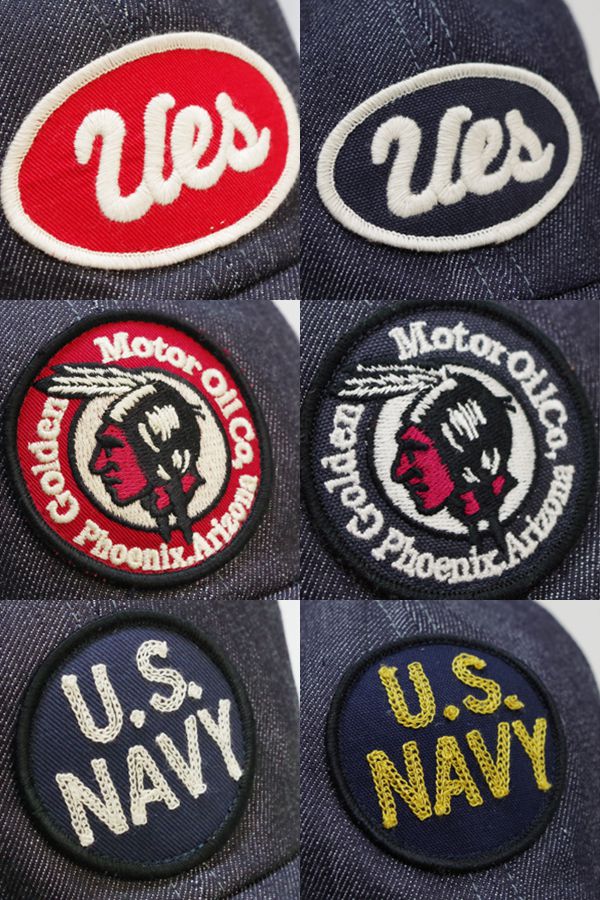 Ues
Ues
Golden Motor Oil Co,
Phoenix.Arizona
Golden Motor Oil Co,
Phoenix.Arizona
U.S.
NAVY
U.S.
NAVY